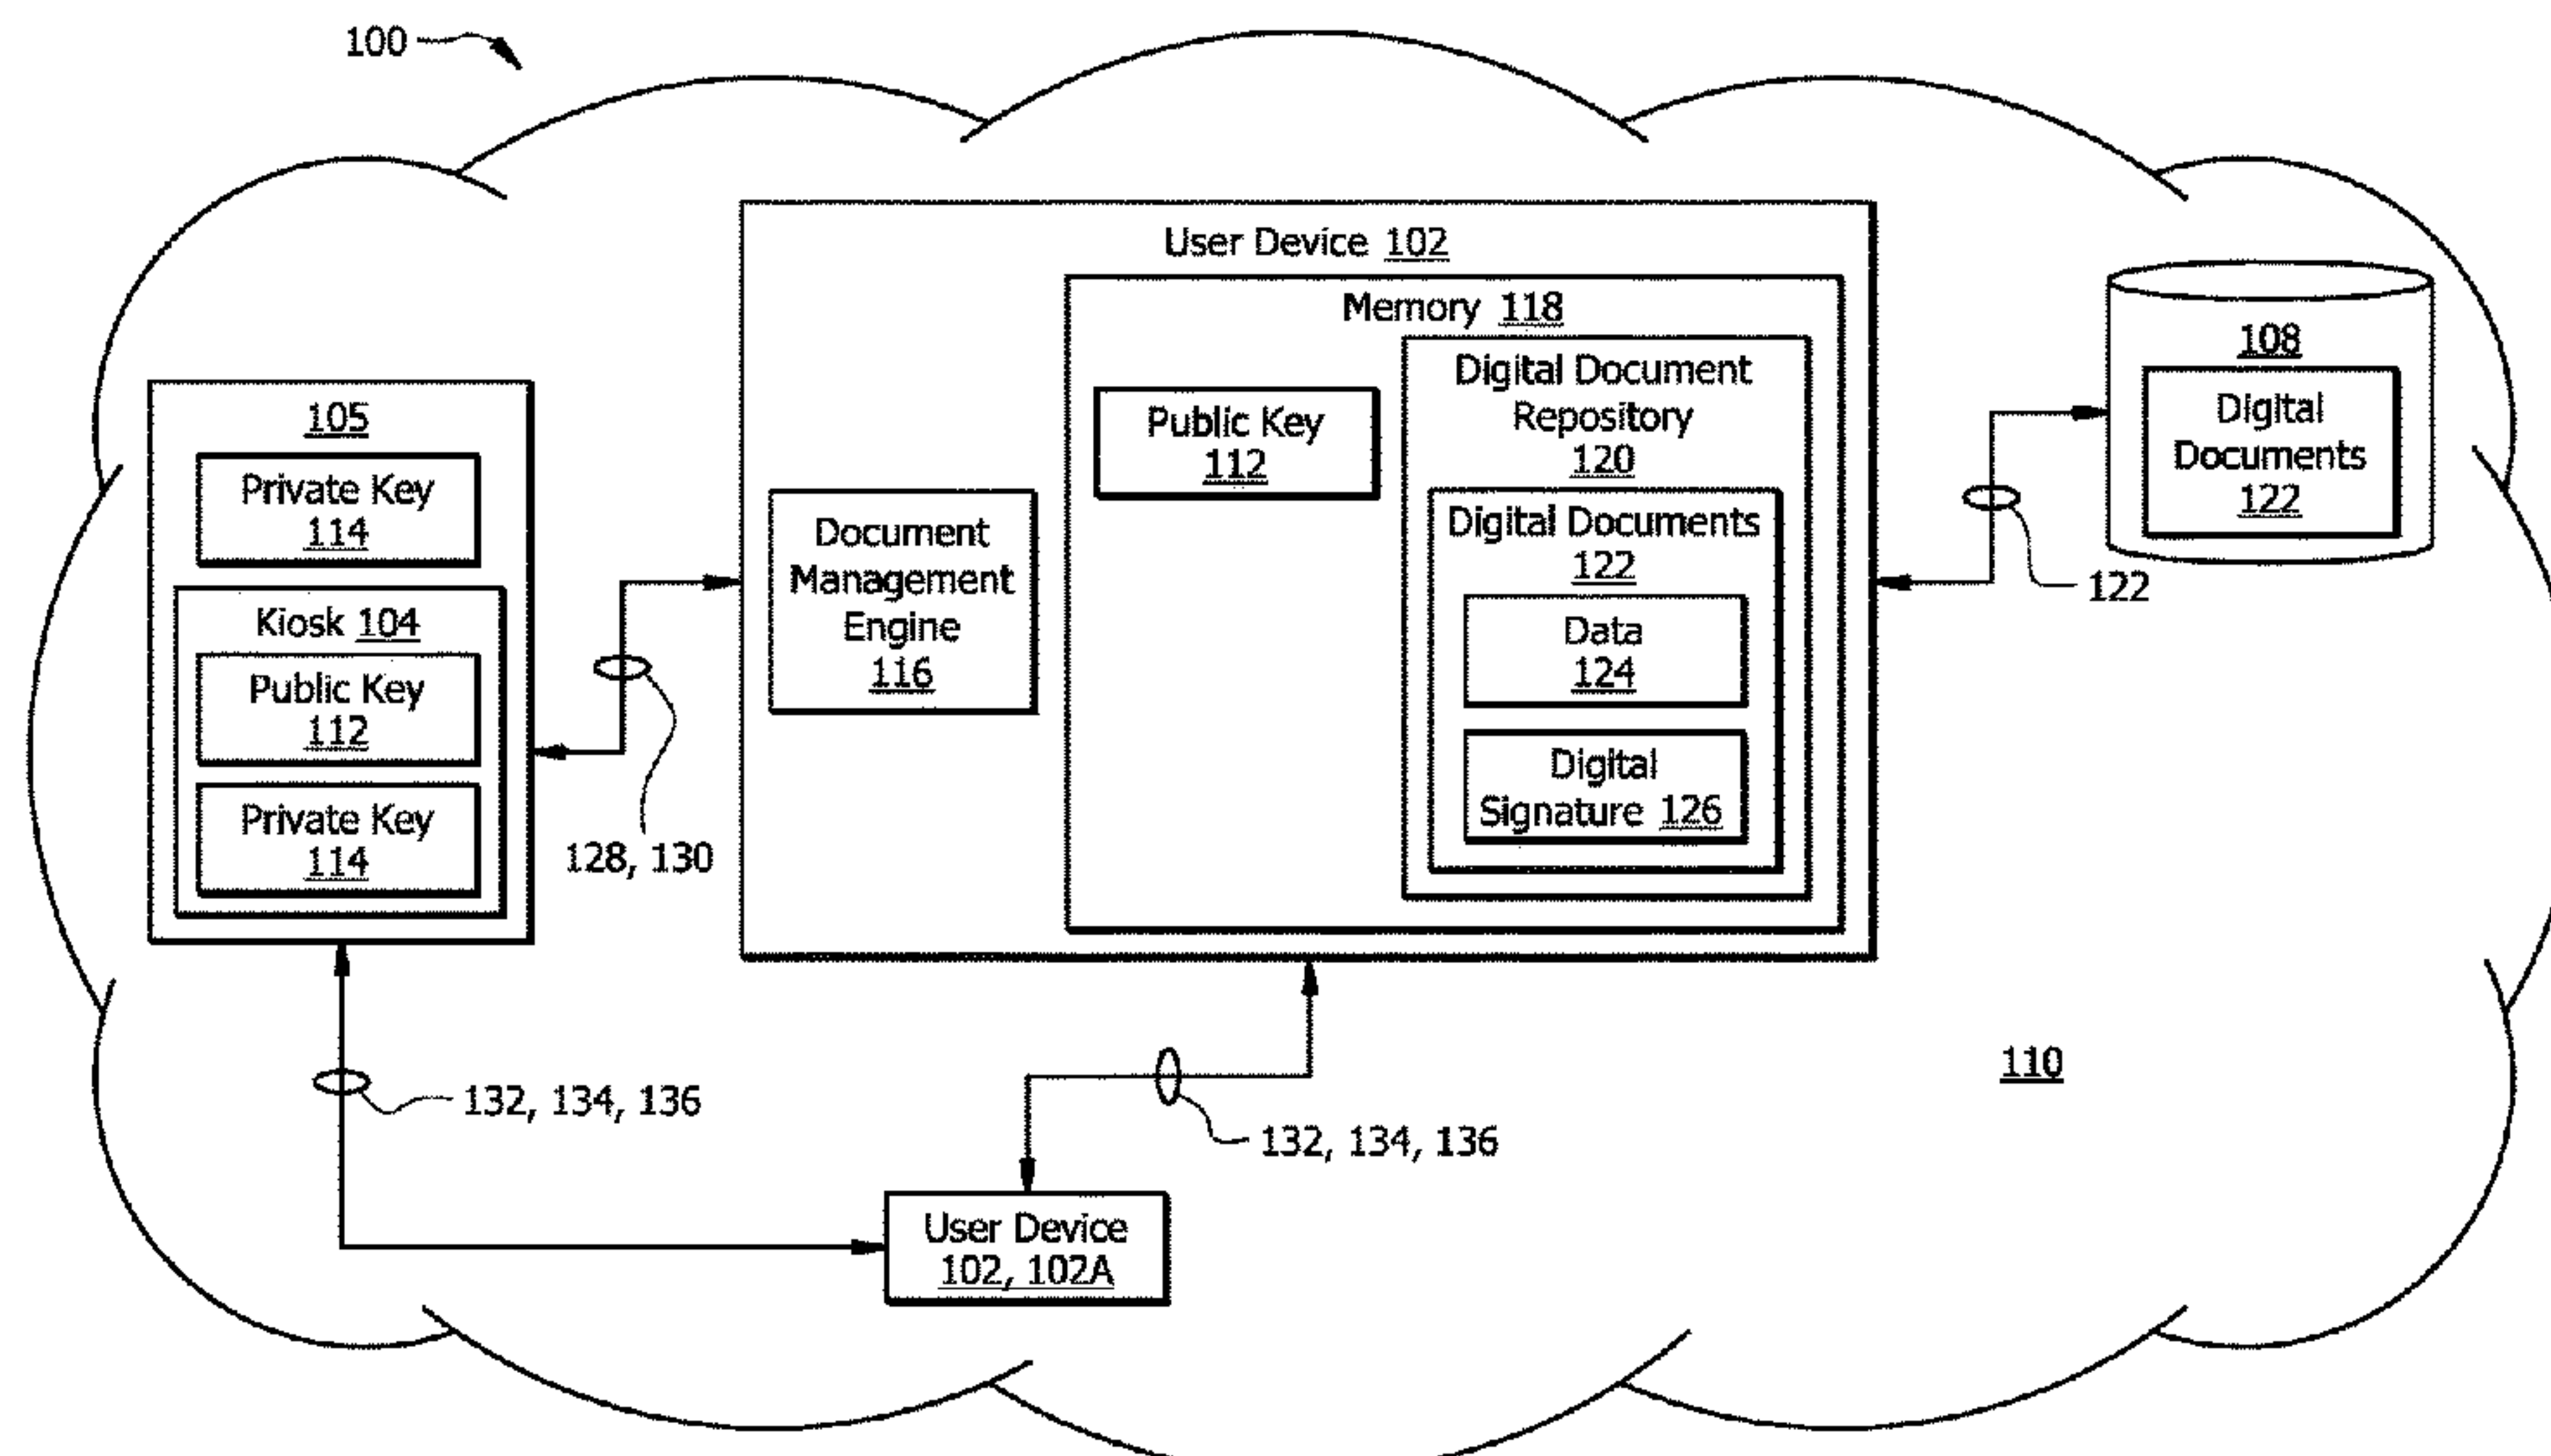 100
User Device 102
Memory 118
Public Key
112
Digital Document
Repository
120
Digital Documents
122
Data
124
Digital
Signature 126
Document
Management
Engine
116
105
Private Key
114
Kiosk 104
Public Key
112
Private Key
114
128, 130
108
Digital
Documents
122
122
132, 134, 136
132, 134, 136
User Device
102, 102A
110